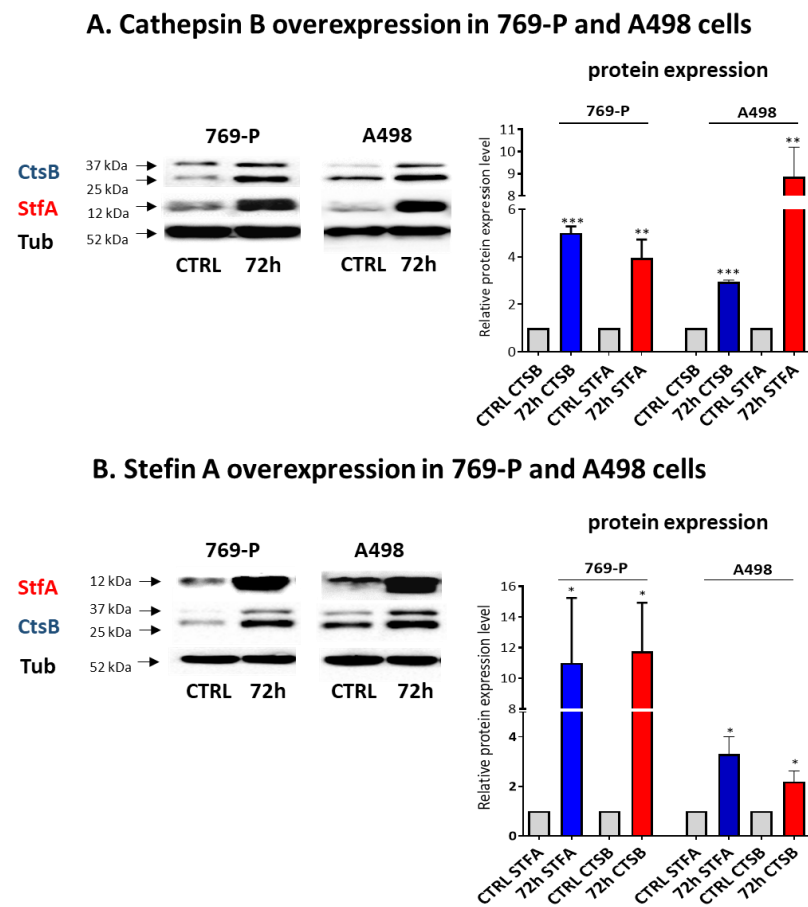 A. Cathepsin B overexpression in 769-P and A498 cells
protein expression
769-P
A498
CtsB
37 kDa
25 kDa
StfA
12 kDa
Tub
52 kDa
CTRL 72h
CTRL 72h
769-P
A498
Relative protein expression level
11
10
9
8
6
4
2
0
***
**
***
**
CTRL CTSB
72h CTSB
CTRL STFA
72h STFA
CTRL CTSB
72h CTSB
CTRL STFA
72h STFA
B. Stefin A overexpression in 769-P and A498 cells
protein expression
769-P
A498
StfA
12 kDa
CtsB
37 kDa
25 kDa
Tub
52 kDa
CTRL 72h
CTRL 72h
769-P
A498
Relative protein expression level
16
14
12
10
8
4
2
0
*
*
*
*
CTRL STFA
72h STFA
CTRL CTSB
72h CTSB
CTRL STFA
72h STFA
CTRL CTSB
72h CTSB